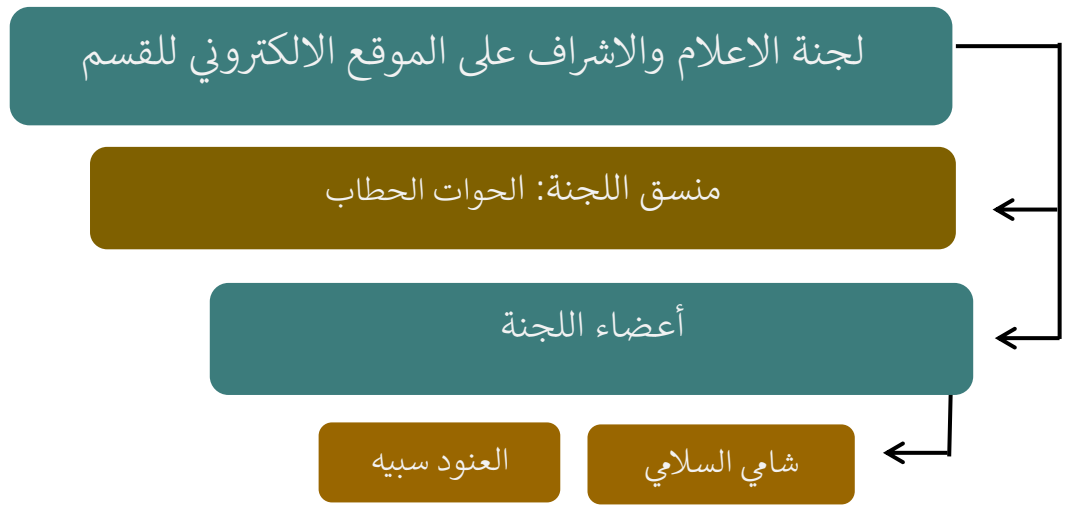 لجنة الاعلام والاشراف على الموقع الالكتروني للقسم
منسق اللجنة: الحوات الحطاب
أعضاء اللجنة
شامي السلامي
العنود سبيه